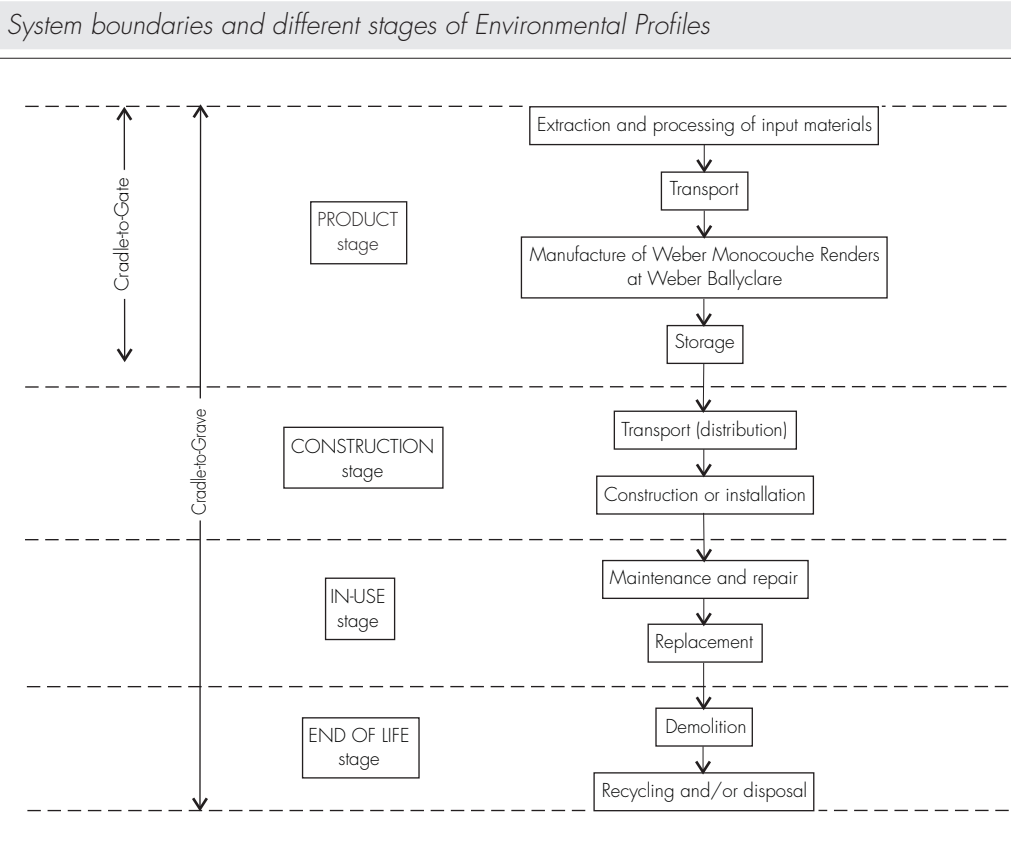 System boundaries and different stages of Environmental Profiles
Cradle-to-Gate
Cradle-to-Grave
PRODUCT
stage
Extraction and processing of input materials
Transport
Manufacture of Weber Monocouche Renders
at Weber Ballyclare
Storage
CONSTRUCTION
stage
Transport (distribution)
Construction or installation
IN-USE
stage
Maintenance and repair
Replacement
END OF LIFE
stage
Demolition
Recycling and/or disposal